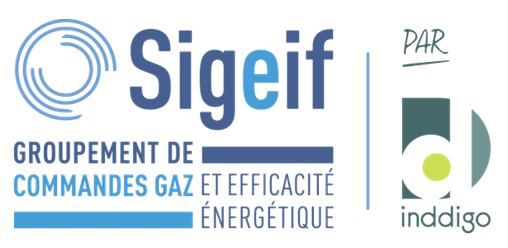 Sigeif
GROUPEMENT DE
COMMANDES GAZ ET EFFICACITÉ
ÉNERGÉTIQUE
PAR
inddigo